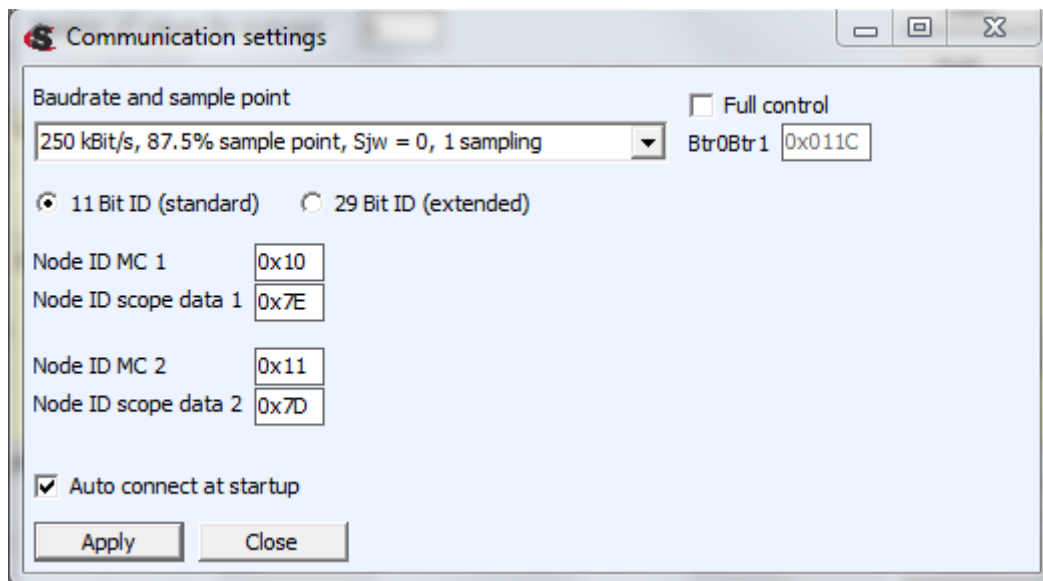 Communication settings
Baudrate and sample point
Full control
250 kBit/s, 87.5% sample point, Sjw = 0, 1 sampling
Btr0Btr1 0x011C
11 Bit ID (standard) 29 Bit ID (extended)
Node ID MC 1 0x10
Node ID scope data 1 0x7E
Node ID MC 2 0x11
Node ID scope data 2 0x7D
Auto connect at startup
Apply Close